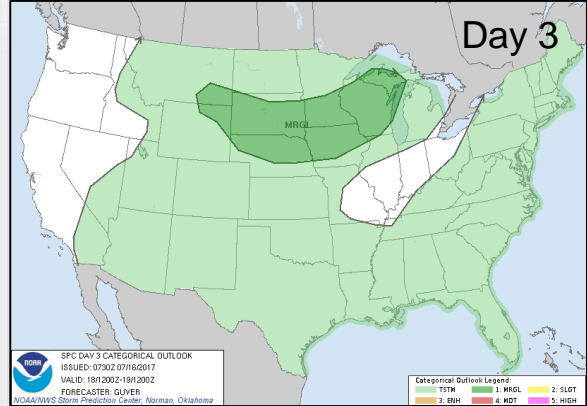 Day 3
MRGL
NOAA
SPC DAY 3 CATEGORICAL OUTLOOK
ISSUED: 0730Z 07/16/2017
VALID: 18/1200Z-19/1200Z
FORECASTER: GUYER
NOAA/NWS Storm Prediction Center, Norman, Oklahoma
Categorical Outlook Legend:
TSTM 1: MRGL 2: SLGT
3: ENH 4: MDT 5: HIGH